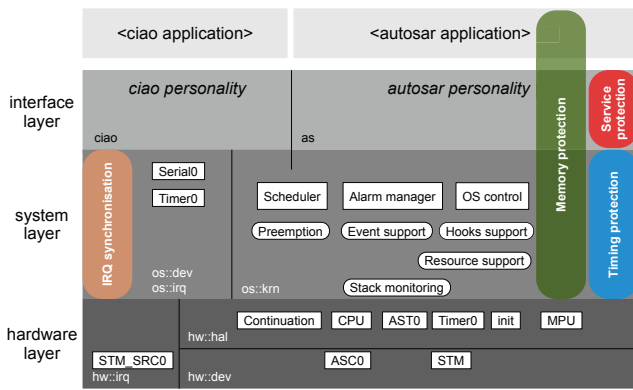 <ciao application>
<autosar application>
interface
layer
ciao personality
autosar personality
ciao
as
Memory protection
Service
protection
system
layer
IRQ synchronisation
Serial0
Timer0
os::dev
os::irq
Scheduler
Alarm manager
OS control
Preemption
Event support
Hooks support
Resource support
Stack monitoring
os::krn
Timing protection
hardware
layer
Continuation
CPU
AST0
Timer0
init
MPU
hw::hal
STM_SRC0
hw::irq
ASC0
STM
hw::dev